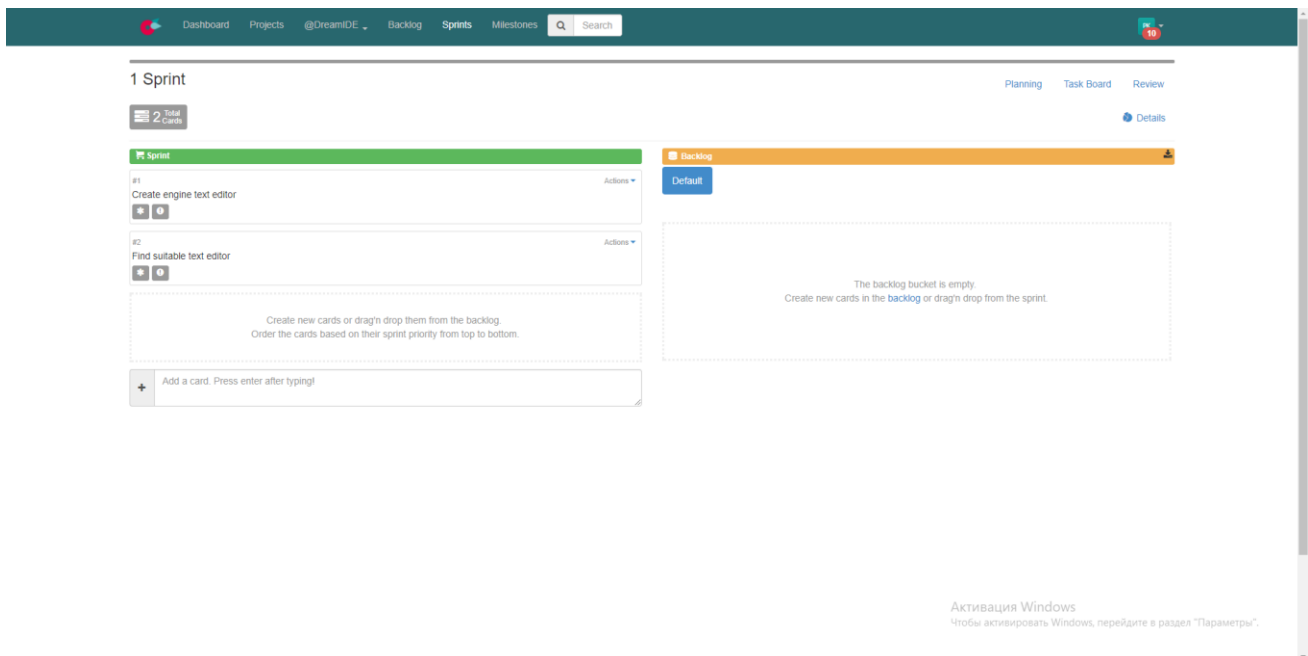 Dashboard Projects @DreamIDE Backlog Sprints Milestones Search
PK
10
1 Sprint
Planning Task Board Review
2 Total Cards
Details
Sprint
#1 Actions
Create engine text editor
#2 Actions
Find suitable text editor
Create new cards or drag'n drop them from the backlog.
Order the cards based on their sprint priority from top to bottom.
+ Add a card. Press enter after typing!
Backlog
Default
The backlog bucket is empty.
Create new cards in the backlog or drag'n drop from the sprint.
Активация Windows
Чтобы активировать Windows, перейдите в раздел "Параметры".